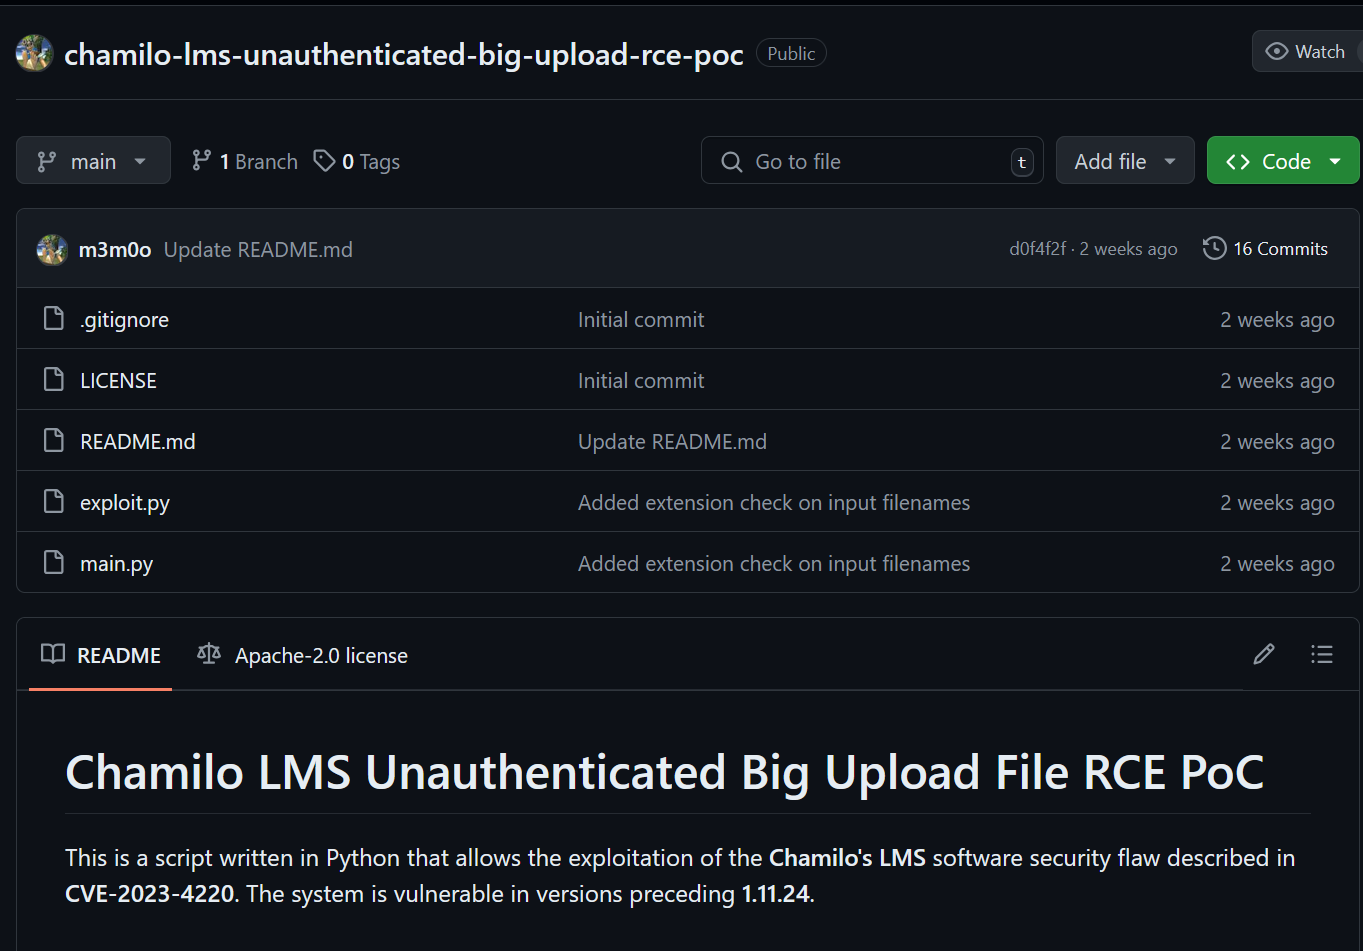 chamilo-lms-unauthenticated-big-upload-rce-poc Public Watch
main 1 Branch 0 Tags Go to file t Add file Code
m3m0o Update README.md d0f4f2f · 2 weeks ago 16 Commits
.gitignore Initial commit 2 weeks ago
LICENSE Initial commit 2 weeks ago
README.md Update README.md 2 weeks ago
exploit.py Added extension check on input filenames 2 weeks ago
main.py Added extension check on input filenames 2 weeks ago
README Apache-2.0 license
Chamilo LMS Unauthenticated Big Upload File RCE PoC
This is a script written in Python that allows the exploitation of the Chamilo's LMS software security flaw described in
CVE-2023-4220. The system is vulnerable in versions preceding 1.11.24.